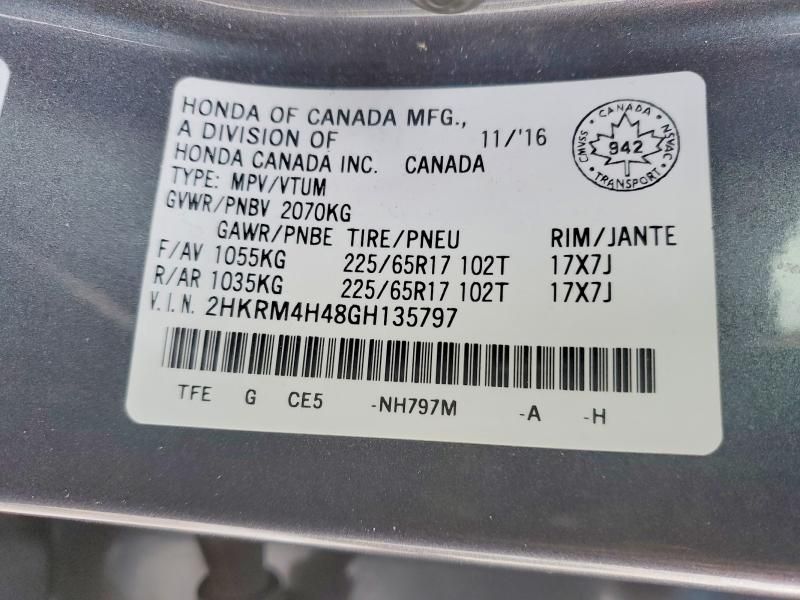 HONDA OF CANADA MFG.,
A DIVISION OF 11/'16
HONDA CANADA INC. CANADA
TYPE: MPV/VTUM
GVWR/PNBV 2070KG
GAWR/PNBE TIRE/PNEU RIM/JANTE
F/AV 1055KG 225/65R17 102T 17X7J
R/AR 1035KG 225/65R17 102T 17X7J
V.I.N. 2HKRM4H48GH135797
TFE G CE5 -NH797M -A -H
CANADA
CMVSS 942 NSVAC
TRANSPORT